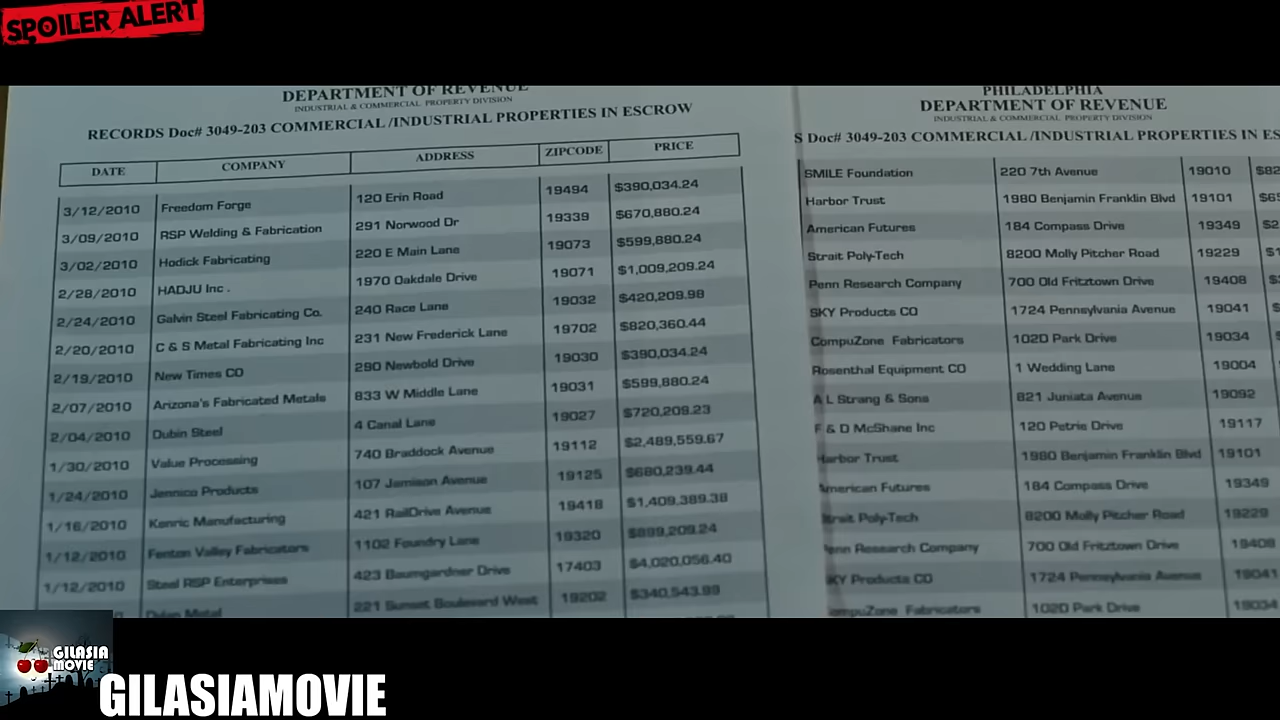 SPOILER ALERT
DEPARTMENT OF REVENUE
INDUSTRIAL & COMMERCIAL PROPERTY DIVISION
RECORDS Doc# 3049-203 COMMERCIAL /INDUSTRIAL PROPERTIES IN ESCROW
DATE COMPANY ADDRESS ZIPCODE PRICE
3/12/2010 Freedom Forge 120 Erin Road 19494 $390,034.24
3/09/2010 RSP Welding & Fabrication 291 Norwood Dr 19339 $670,880.24
3/02/2010 Hodick Fabricating 220 E Main Lane 19073 $599,880.24
2/28/2010 HADJU Inc . 1970 Oakdale Drive 19071 $1,009,209.24
2/24/2010 Galvin Steel Fabricating Co. 240 Race Lane 19032 $420,209.98
2/20/2010 C & S Metal Fabricating Inc 231 New Frederick Lane 19702 $820,360.44
2/19/2010 New Times CO 290 Newbold Drive 19030 $390,034.24
2/07/2010 Arizona's Fabricated Metals 833 W Middle Lane 19031 $599,880.24
2/04/2010 Dubin Steel 4 Canal Lane 19027 $720,209.23
1/30/2010 Value Processing 740 Braddock Avenue 19112 $2,489,559.67
1/24/2010 Jennico Products 107 Jamison Avenue 19125 $680,239.44
1/16/2010 Kenric Manufacturing 421 RailDrive Avenue 19418 $1,409,389.38
1/12/2010 Fenton Valley Fabricators 1102 Foundry Lane 19320 $899,209.24
1/12/2010 Steel RSP Enterprises 423 Baumgardner Drive 17403 $4,020,056.40
Metal 221 Sunset Boulevard West 19202 $340,543.99
PHILADELPHIA
DEPARTMENT OF REVENUE
INDUSTRIAL & COMMERCIAL PROPERTY DIVISION
S Doc# 3049-203 COMMERCIAL /INDUSTRIAL PROPERTIES IN ES
SMILE Foundation 220 7th Avenue 19010 $82
Harbor Trust 1980 Benjamin Franklin Blvd 19101
American Futures 184 Compass Drive 19349 $2
Strait Poly-Tech 8200 Molly Pitcher Road 19229 $1
Penn Research Company 700 Old Fritztown Drive 19408
SKY Products CO 1724 Pennsylvania Avenue 19041
CompuZone Fabricators 102D Park Drive 19034
Rosenthal Equipment CO 1 Wedding Lane 19004
A L Strang & Sons 821 Juniata Avenue 19092
F & D McShane Inc 120 Petrie Drive 19117
Harbor Trust 1980 Benjamin Franklin Blvd 19101
American Futures 184 Compass Drive 19349
Strait Poly-Tech 8200 Molly Pitcher Road 19229
Penn Research Company 700 Old Fritztown Drive 19408
KY Products CO 1724 Pennsylvania Avenue 19041
ompuZone Fabricators 102D Park Drive 19034
GILASIA
MOVIE
GILASIAMOVIE